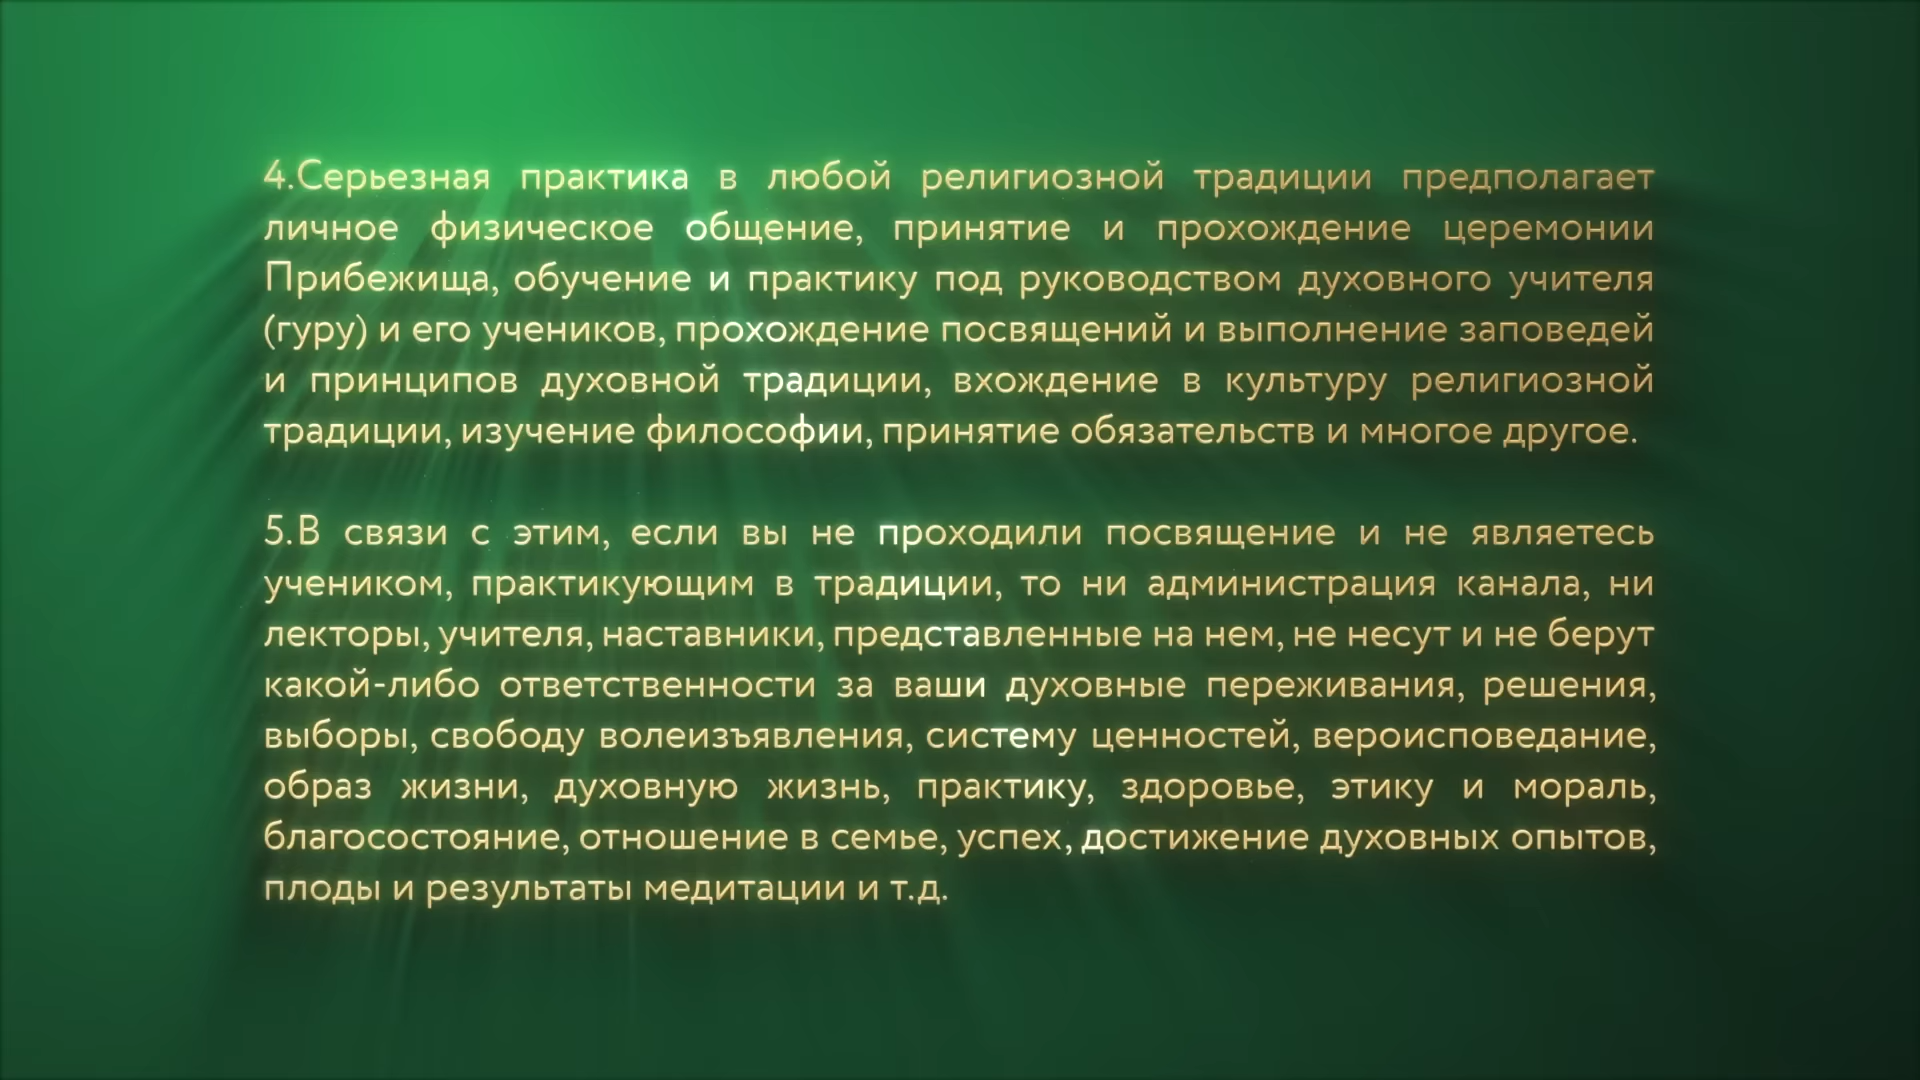 4.Серьезная практика в любой религиозной традиции предполагает
личное физическое общение, принятие и прохождение церемонии
Прибежища, обучение и практику под руководством духовного учителя
(гуру) и его учеников, прохождение посвящений и выполнение заповедей
и принципов духовной традиции, вхождение в культуру религиозной
традиции, изучение философии, принятие обязательств и многое другое.
5.В связи с этим, если вы не проходили посвящение и не являетесь
учеником, практикующим в традиции, то ни администрация канала, ни
лекторы, учителя, наставники, представленные на нем, не несут и не берут
какой-либо ответственности за ваши духовные переживания, решения,
выборы, свободу волеизъявления, систему ценностей, вероисповедание,
образ жизни, духовную жизнь, практику, здоровье, этику и мораль,
благосостояние, отношение в семье, успех, достижение духовных опытов,
плоды и результаты медитации и т.д.